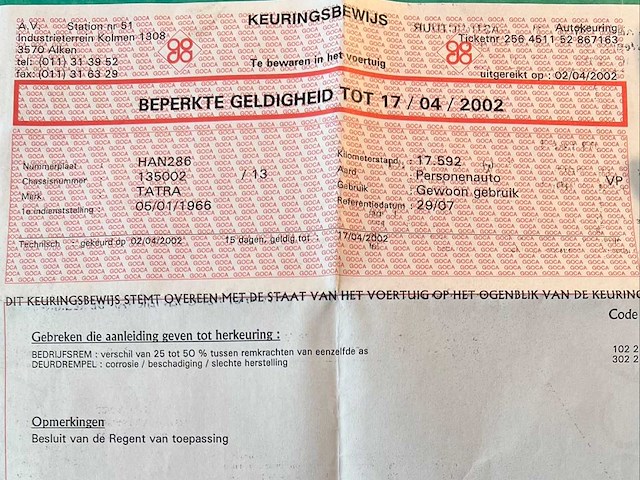 KEURINGSBEWIJS
A.V. Station nr 51
Industrieterrein Kolmen 1308
3570 Alken
tel: (011) 31 39 52
fax: (011) 31 63 29
Te bewaren in het voertuig
Autokeuring
Ticketnr 256 4511 52 867163
uitgereikt op : 02/04/2002
BEPERKTE GELDIGHEID TOT 17 / 04 / 2002
Nummerplaat : HAN286
Chassisnummer : 135002 / 13
Merk : TATRA
1e indienststelling : 05/01/1966
Kilometerstand : 17.592
Aard : Personenauto VP
Gebruik : Gewoon gebruik
Referentiedatum : 29/07
Technisch : gekeurd op 02/04/2002 15 dagen, geldig tot : 17/04/2002
DIT KEURINGSBEWIJS STEMT OVEREEN MET DE STAAT VAN HET VOERTUIG OP HET OGENBLIK VAN DE KEURING
Code
Gebreken die aanleiding geven tot herkeuring :
BEDRIJFSREM : verschil van 25 tot 50 % tussen remkrachten van eenzelfde as 102 2
DEURDREMPEL : corrosie / beschadiging / slechte herstelling 302 2
Opmerkingen
Besluit van de Regent van toepassing